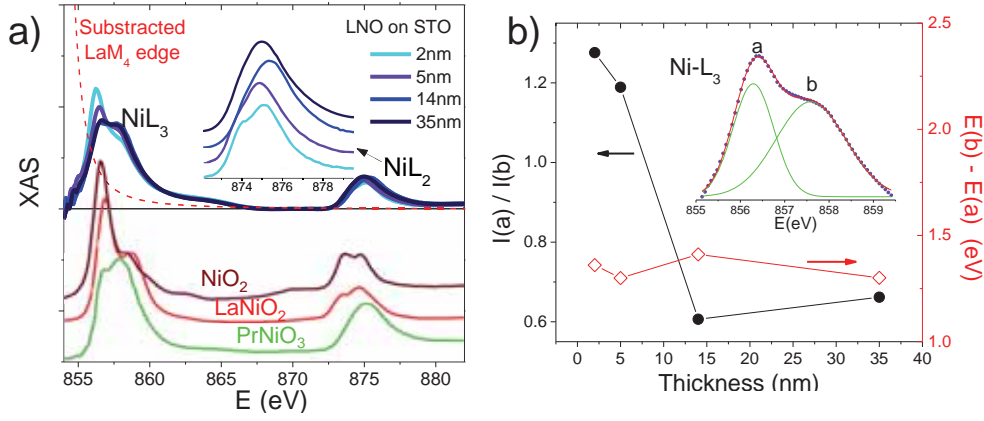 a)
Substracted
LaM4 edge
LNO on STO
2nm
5nm
14nm
35nm
NiL3
NiL2
874 876 878
XAS
NiO2
LaNiO2
PrNiO3
855 860 865 870 875 880
E (eV)
b)
Ni-L3
a
b
855 856 857 858 859
E(eV)
I(a) / I(b)
1.2
1.0
0.8
0.6
E(b) - E(a) (eV)
2.5
2.0
1.5
1.0
0 5 10 15 20 25 30 35 40
Thickness (nm)